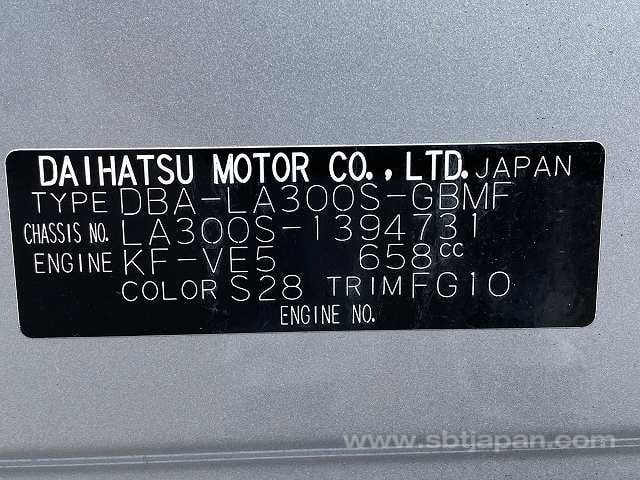 DAIHATSU MOTOR CO., LTD. JAPAN
TYPE DBA-LA300S-GBMF
CHASSIS NO. LA300S-1394731
ENGINE KF-VE5 658cc
COLOR S28 TRIM FG10
ENGINE NO.
www.sbtjapan.com